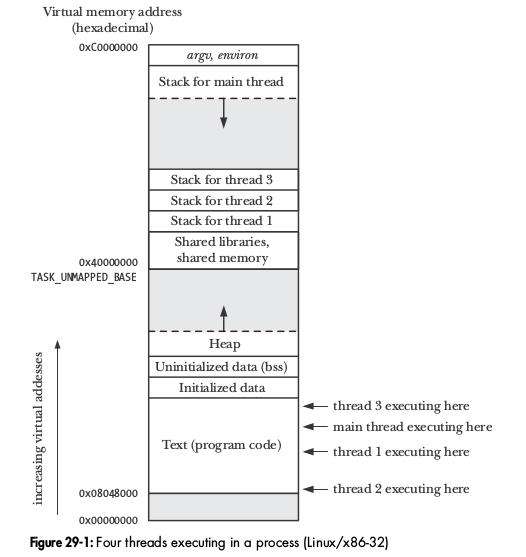 Virtual memory address
(hexadecimal)
0xC0000000
argv, environ
Stack for main thread
Stack for thread 3
Stack for thread 2
Stack for thread 1
Shared libraries,
shared memory
0x40000000
TASK_UNMAPPED_BASE
Heap
Uninitialized data (bss)
Initialized data
thread 3 executing here
main thread executing here
Text (program code)
thread 1 executing here
thread 2 executing here
0x08048000
0x00000000
increasing virtual addesses
Figure 29-1: Four threads executing in a process (Linux/x86-32)